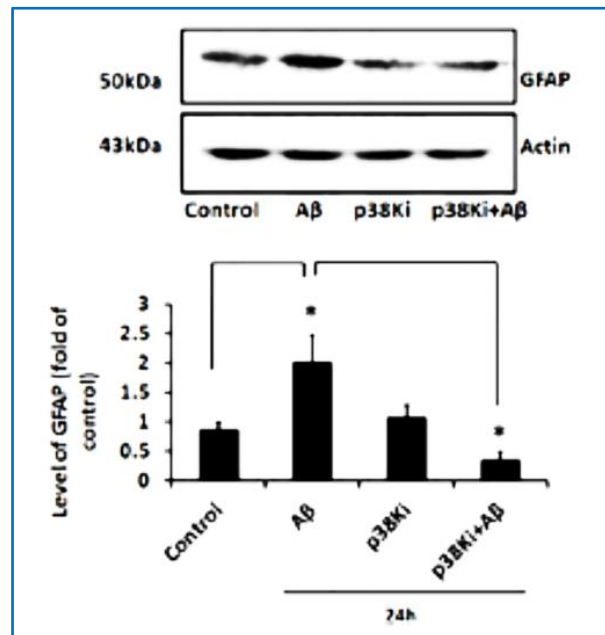 50kDa
GFAP
43kDa
Actin
Control Aβ p38Ki p38Ki+Aβ
Level of GFAP (fold of
control)
3
2.5
2
1.5
1
0.5
0
*
*
Control
Aβ
p38Ki
p38Ki+Aβ
24h